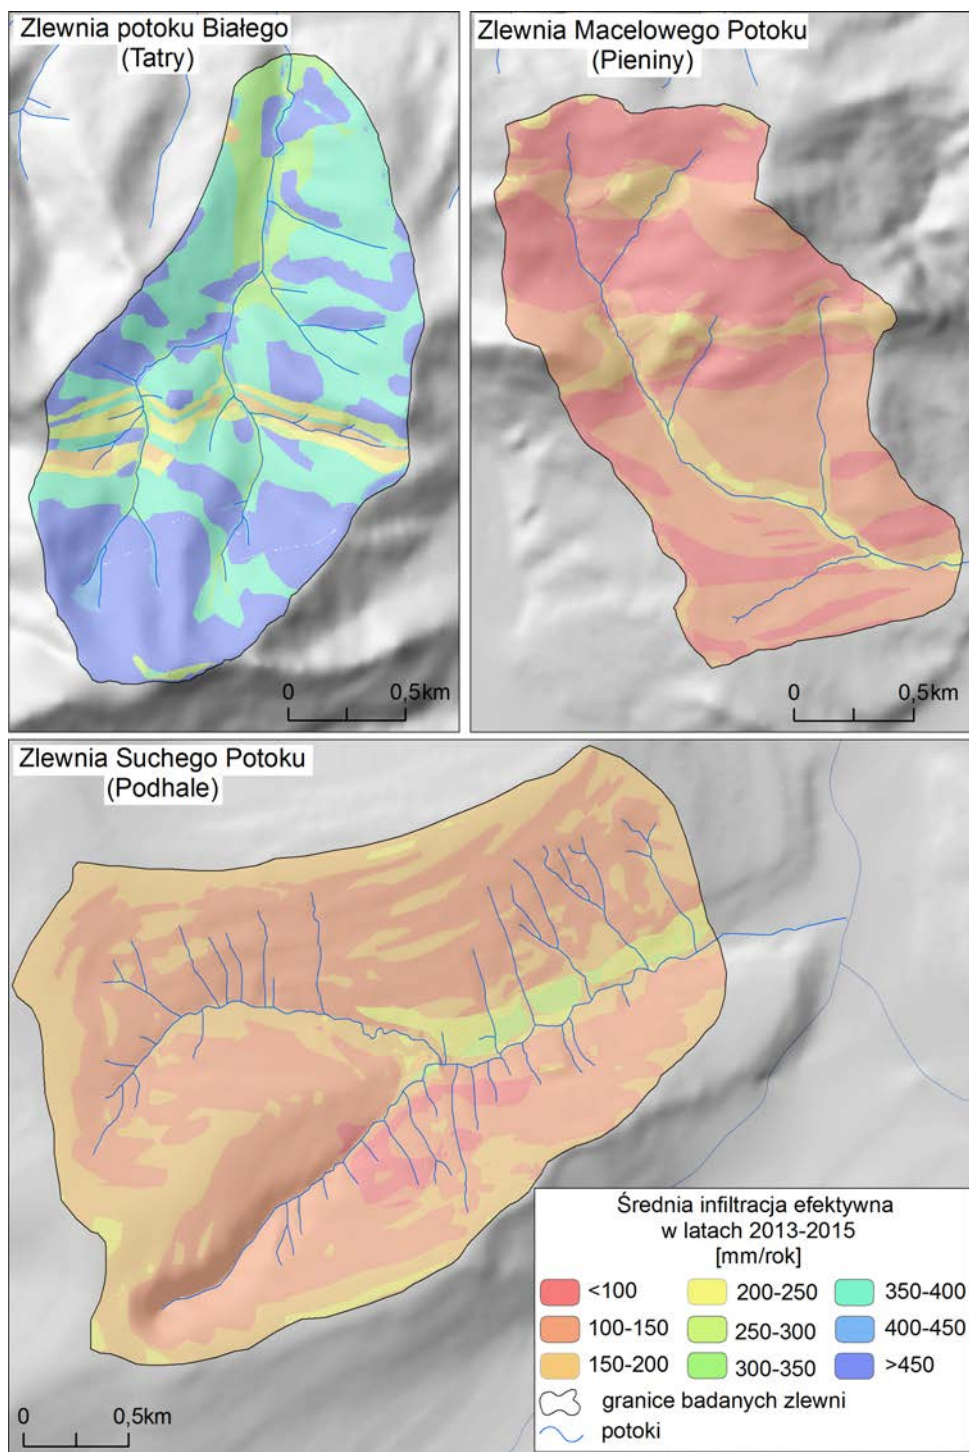 Zlewnia potoku Białego
(Tatry)
0 0,5km
Zlewnia Macelowego Potoku
(Pieniny)
0 0,5km
Zlewnia Suchego Potoku
(Podhale)
0 0,5km
Średnia infiltracja efektywna
w latach 2013-2015
[mm/rok]
<100 200-250 350-400
100-150 250-300 400-450
150-200 300-350 >450
granice badanych zlewni
potoki